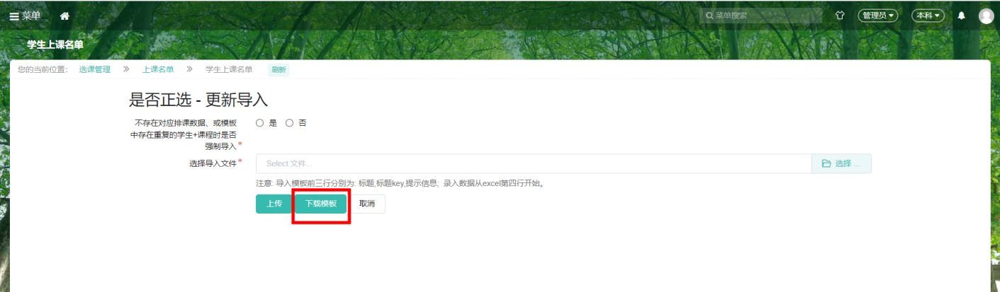 菜单 菜单搜索 管理员 本科
学生上课名单
您的当前位置: 选课管理 》 上课名单 》 学生上课名单 刷新
是否正选 - 更新导入
不存在对应排课数据、或模板 是 否
中存在重复的学生+课程时是否
强制导入*
选择导入文件* Select 文件... 选择 ...
注意: 导入模板前三行分别为: 标题,标题key,提示信息; 录入数据从excel第四行开始。
上传 下载模板 取消